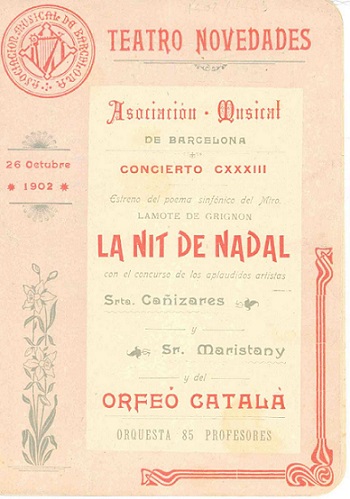 ASOCIACION MUSICAL DE BARCELONA
TEATRO NOVEDADES
Asociación · Musical
DE BARCELONA
CONCIERTO CXXXIII
26 Octubre
1902
Estreno del poema sinfónico del Mtro.
LAMOTE DE GRIGNON
LA NIT DE NADAL
con el concurso de los aplaudidos artistas
Srta. Cañizares
y
Sr. Maristany
y del
ORFEÓ CATALÀ
ORQUESTA 85 PROFESORES